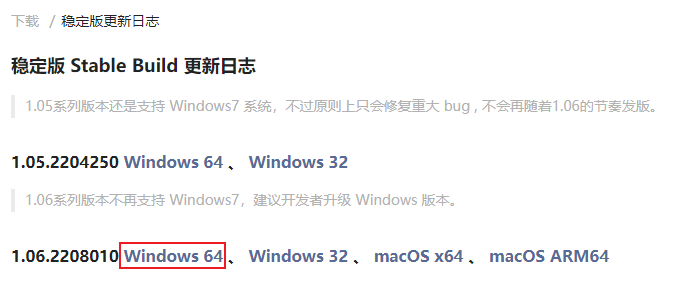 下载 / 稳定版更新日志
稳定版 Stable Build 更新日志
1.05系列版本还是支持 Windows7 系统，不过原则上只会修复重大 bug , 不会再随着1.06的节奏发版。
1.05.2204250 Windows 64 、 Windows 32
1.06系列版本不再支持 Windows7，建议开发者升级 Windows 版本。
1.06.2208010 Windows 64 、 Windows 32 、 macOS x64 、 macOS ARM64